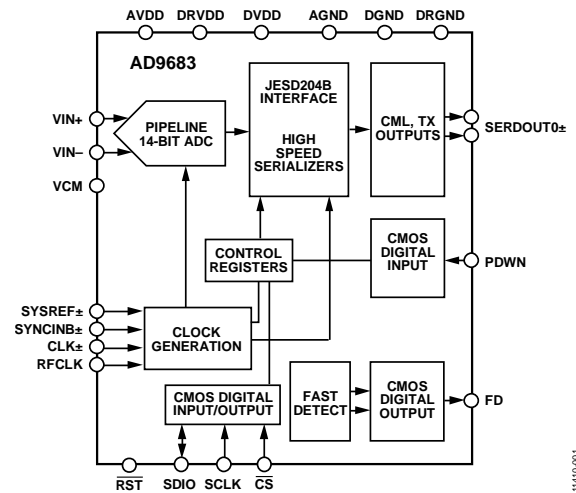 AVDD DRVDD DVDD AGND DGND DRGND
AD9683
JESD204B
INTERFACE
HIGH
SPEED
SERIALIZERS
CML, TX
OUTPUTS
SERDOUT0±
VIN+
VIN–
VCM
PIPELINE
14-BIT ADC
CONTROL
REGISTERS
CMOS
DIGITAL
INPUT
PDWN
SYSREF±
SYNCINB±
CLK±
RFCLK
CLOCK
GENERATION
CMOS DIGITAL
INPUT/OUTPUT
FAST
DETECT
CMOS
DIGITAL
OUTPUT
FD
RST SDIO SCLK CS
11410-001